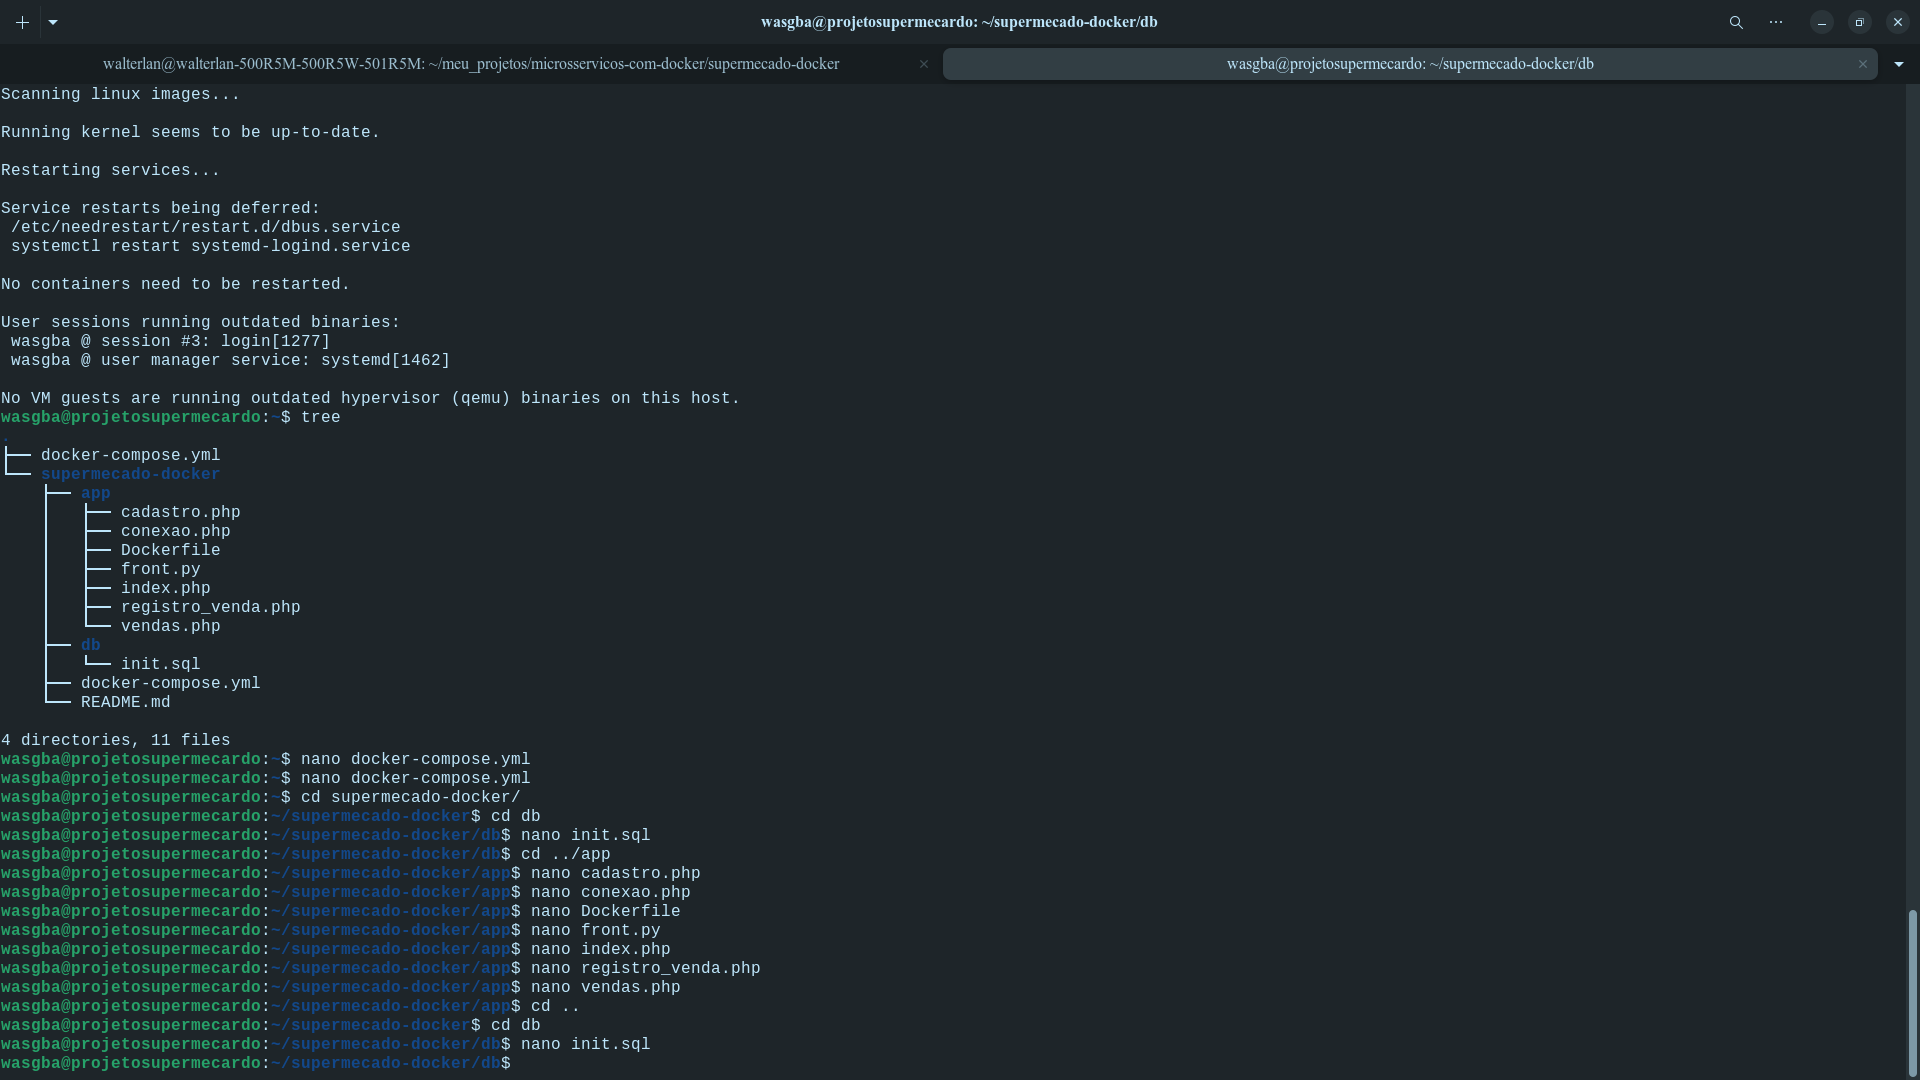 wasgba@projetosupermecardo: ~/supermecado-docker/db
walterlan@walterlan-500R5M-500R5W-501R5M: ~/meu_projetos/microsservicos-com-docker/supermecado-docker
wasgba@projetosupermecardo: ~/supermecado-docker/db
Scanning linux images...
Running kernel seems to be up-to-date.
Restarting services...
Service restarts being deferred:
 /etc/needrestart/restart.d/dbus.service
 systemctl restart systemd-logind.service
No containers need to be restarted.
User sessions running outdated binaries:
 wasgba @ session #3: login[1277]
 wasgba @ user manager service: systemd[1462]
No VM guests are running outdated hypervisor (qemu) binaries on this host.
wasgba@projetosupermecardo:~$ tree
.
├── docker-compose.yml
└── supermecado-docker
    ├── app
    │   ├── cadastro.php
    │   ├── conexao.php
    │   ├── Dockerfile
    │   ├── front.py
    │   ├── index.php
    │   ├── registro_venda.php
    │   └── vendas.php
    ├── db
    │   └── init.sql
    ├── docker-compose.yml
    └── README.md
4 directories, 11 files
wasgba@projetosupermecardo:~$ nano docker-compose.yml
wasgba@projetosupermecardo:~$ nano docker-compose.yml
wasgba@projetosupermecardo:~$ cd supermecado-docker/
wasgba@projetosupermecardo:~/supermecado-docker$ cd db
wasgba@projetosupermecardo:~/supermecado-docker/db$ nano init.sql
wasgba@projetosupermecardo:~/supermecado-docker/db$ cd ../app
wasgba@projetosupermecardo:~/supermecado-docker/app$ nano cadastro.php
wasgba@projetosupermecardo:~/supermecado-docker/app$ nano conexao.php
wasgba@projetosupermecardo:~/supermecado-docker/app$ nano Dockerfile
wasgba@projetosupermecardo:~/supermecado-docker/app$ nano front.py
wasgba@projetosupermecardo:~/supermecado-docker/app$ nano index.php
wasgba@projetosupermecardo:~/supermecado-docker/app$ nano registro_venda.php
wasgba@projetosupermecardo:~/supermecado-docker/app$ nano vendas.php
wasgba@projetosupermecardo:~/supermecado-docker/app$ cd ..
wasgba@projetosupermecardo:~/supermecado-docker$ cd db
wasgba@projetosupermecardo:~/supermecado-docker/db$ nano init.sql
wasgba@projetosupermecardo:~/supermecado-docker/db$